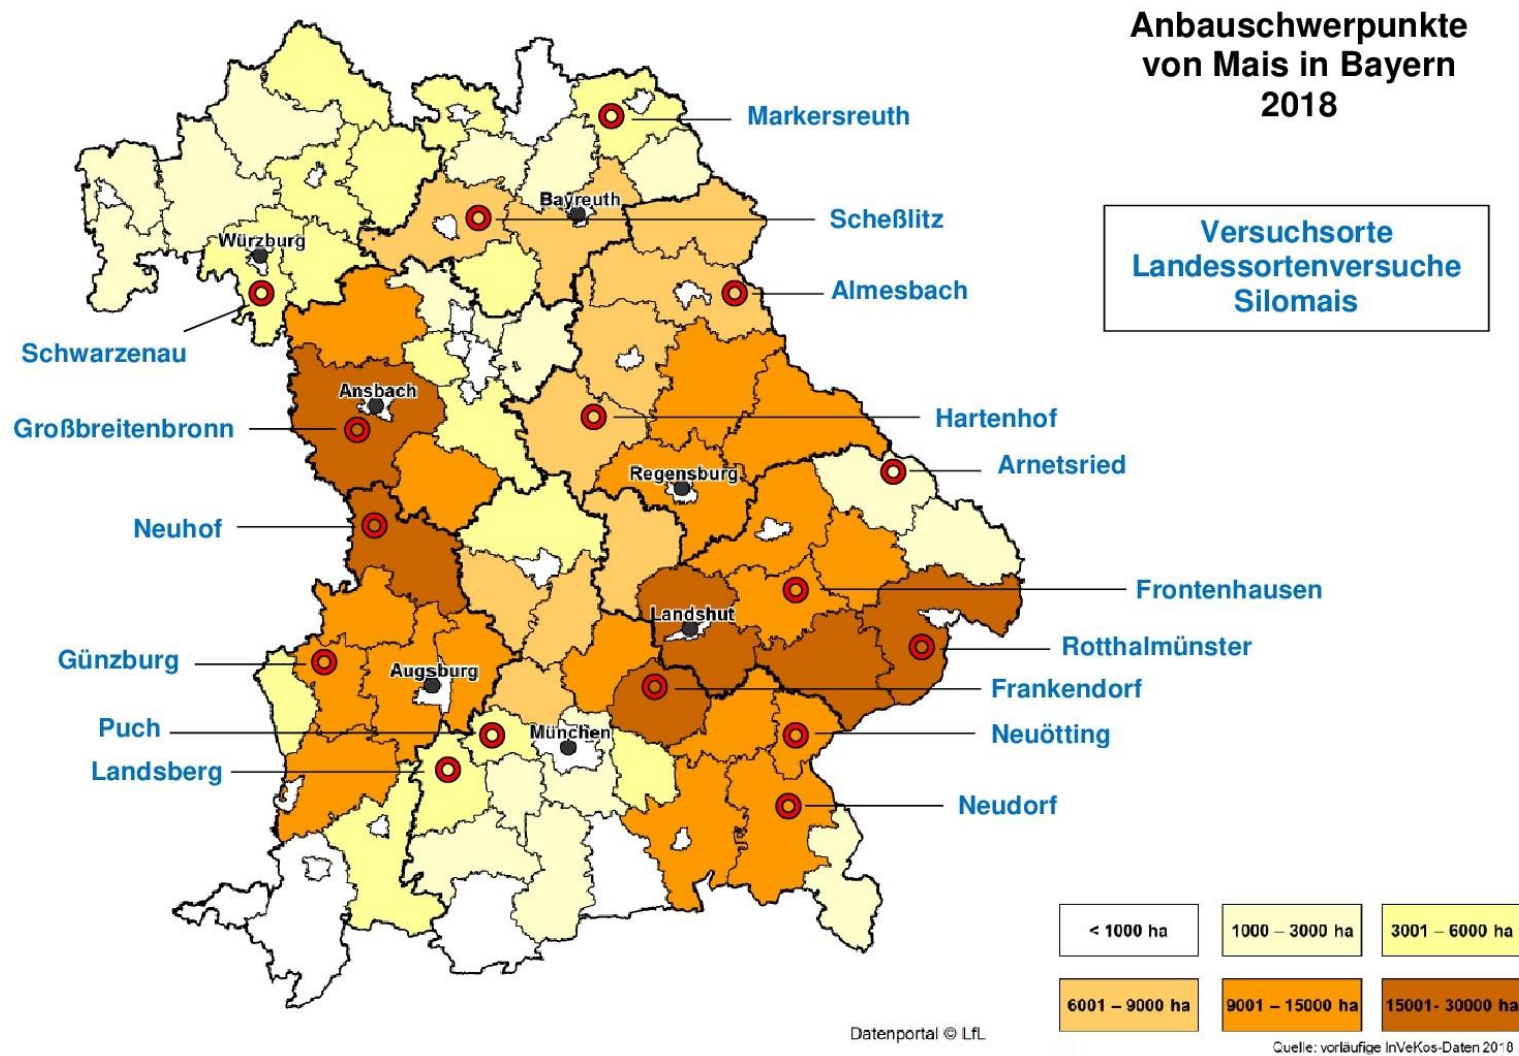 Anbauschwerpunkte
von Mais in Bayern
2018
Versuchsorte
Landessortenversuche
Silomais
Markersreuth
Bayreuth
Scheßlitz
Würzburg
Almesbach
Schwarzenau
Ansbach
Großbreitenbronn
Hartenhof
Arnetsried
Regensburg
Neuhof
Frontenhausen
Landshut
Rotthalmünster
Günzburg
Augsburg
Frankendorf
Puch
München
Neuötting
Landsberg
Neudorf
< 1000 ha
1000 – 3000 ha
3001 – 6000 ha
6001 – 9000 ha
9001 – 15000 ha
15001- 30000 ha
Datenportal © LfL
Quelle: vorläufige InVeKos-Daten 2018